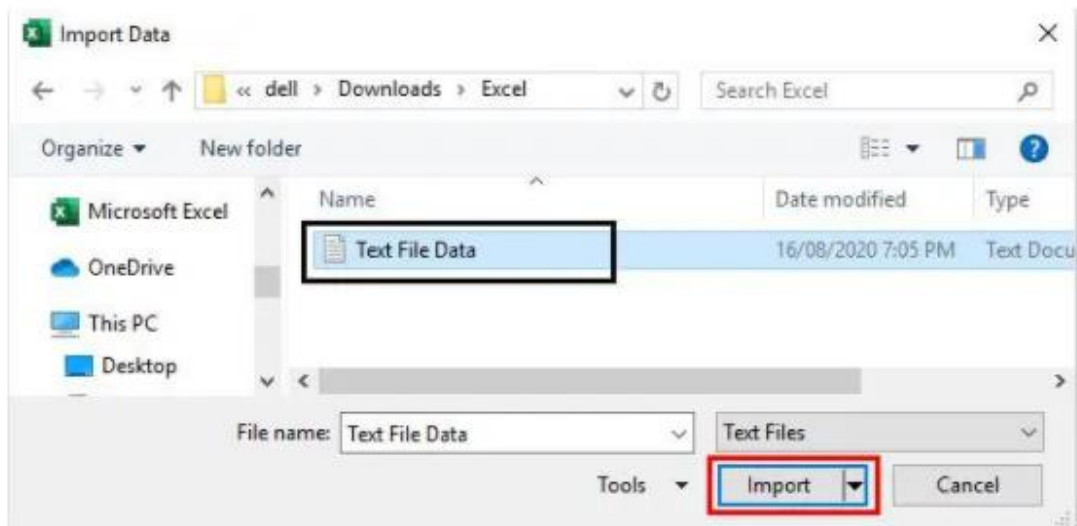 Import Data
« dell › Downloads › Excel
Search Excel
Organize
New folder
Name
Date modified
Type
Microsoft Excel
Text File Data
16/08/2020 7:05 PM
Text Docu
OneDrive
This PC
Desktop
File name:
Text File Data
Text Files
Tools
Import
Cancel